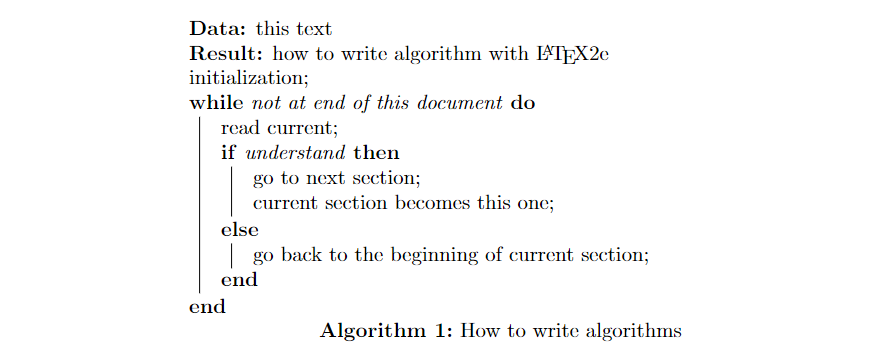 Data: this text
Result: how to write algorithm with LATEX2e
initialization;
while not at end of this document do
read current;
if understand then
go to next section;
current section becomes this one;
else
go back to the beginning of current section;
end
end
Algorithm 1: How to write algorithms